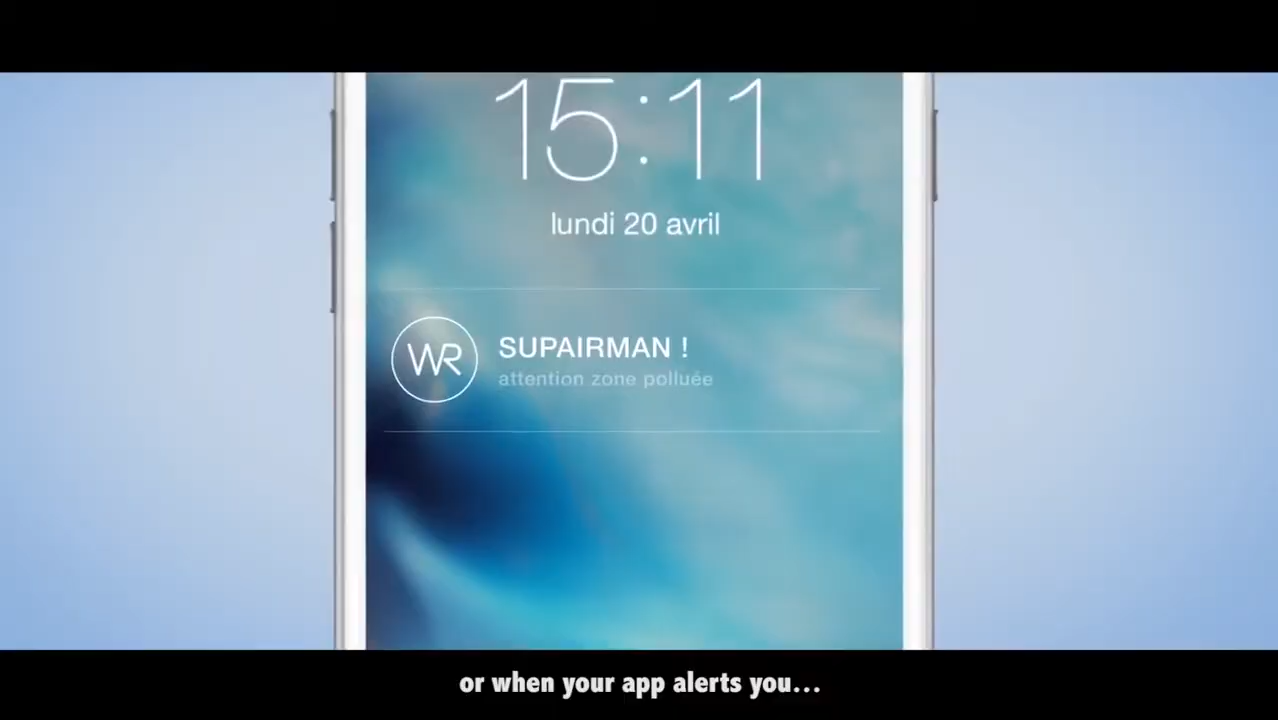 15:11
lundi 20 avril
WR
SUPAIRMAN !
attention zone polluée
or when your app alerts you...